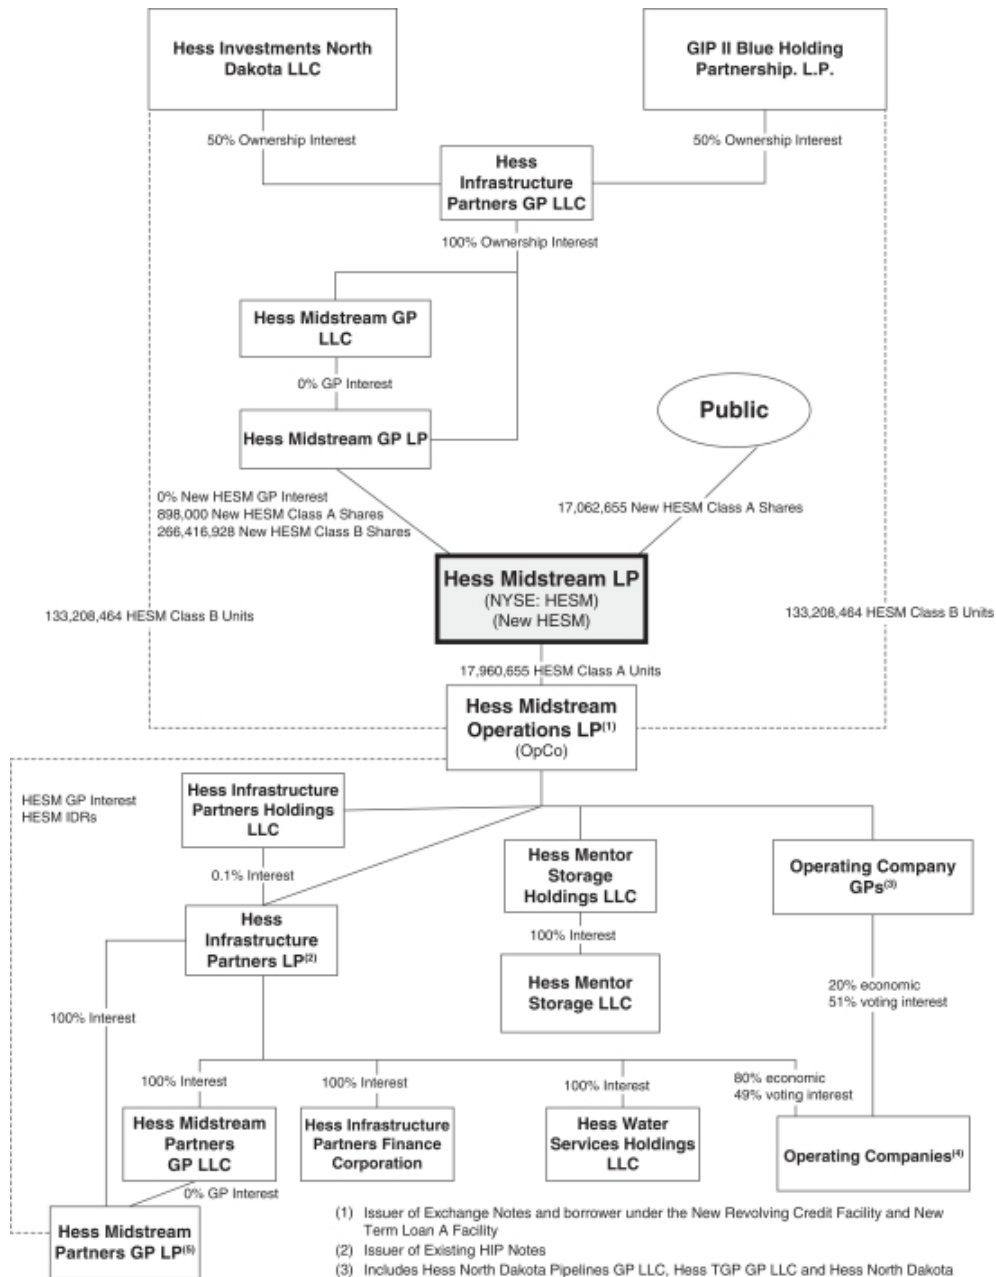 Hess Investments North
Dakota LLC
GIP II Blue Holding
Partnership. L.P.
50% Ownership Interest
50% Ownership Interest
Hess
Infrastructure
Partners GP LLC
100% Ownership Interest
Hess Midstream GP
LLC
0% GP Interest
Hess Midstream GP LP
Public
0% New HESM GP Interest
898,000 New HESM Class A Shares
266,416,928 New HESM Class B Shares
17,062,655 New HESM Class A Shares
Hess Midstream LP
(NYSE: HESM)
(New HESM)
133,208,464 HESM Class B Units
133,208,464 HESM Class B Units
17,960,655 HESM Class A Units
Hess Midstream
Operations LP(1)
(OpCo)
HESM GP Interest
HESM IDRs
Hess Infrastructure
Partners Holdings
LLC
0.1% Interest
Hess Mentor
Storage
Holdings LLC
Operating Company
GPs(3)
Hess
Infrastructure
Partners LP(2)
100% Interest
Hess Mentor
Storage LLC
20% economic
51% voting interest
100% Interest
100% Interest
100% Interest
100% Interest
80% economic
49% voting interest
Hess Midstream
Partners
GP LLC
Hess Infrastructure
Partners Finance
Corporation
Hess Water
Services Holdings
LLC
Operating Companies(4)
0% GP Interest
Hess Midstream
Partners GP LP(5)
(1) Issuer of Exchange Notes and borrower under the New Revolving Credit Facility and New
Term Loan A Facility
(2) Issuer of Existing HIP Notes
(3) Includes Hess North Dakota Pipelines GP LLC, Hess TGP GP LLC and Hess North Dakota